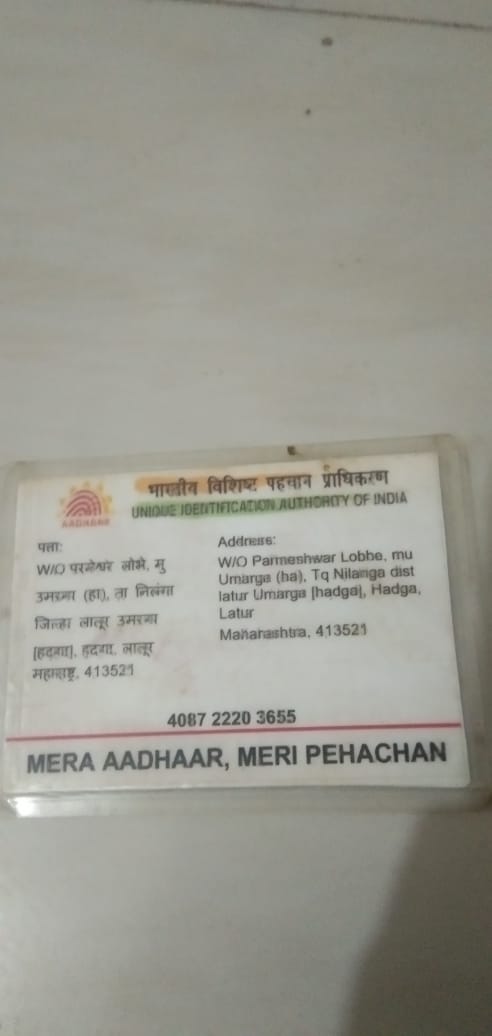 भारतीय विशिष्ट पहचान प्राधिकरण
UNIQUE IDENTIFICATION AUTHORITY OF INDIA
AADHAAR
पत्ता:
W/O परमेश्वर लोभे, मु
उमरगा (हा), ता निलंगा
जिल्हा लातूर उमरगा
[हदगा], हदगा, लातूर
महाराष्ट्र, 413521
Address:
W/O Parmeshwar Lobhe, mu
Umarga (ha), Tq Nilanga dist
latur Umarga [hadga], Hadga,
Latur
Maharashtra, 413521
4087 2220 3655
MERA AADHAAR, MERI PEHACHAN